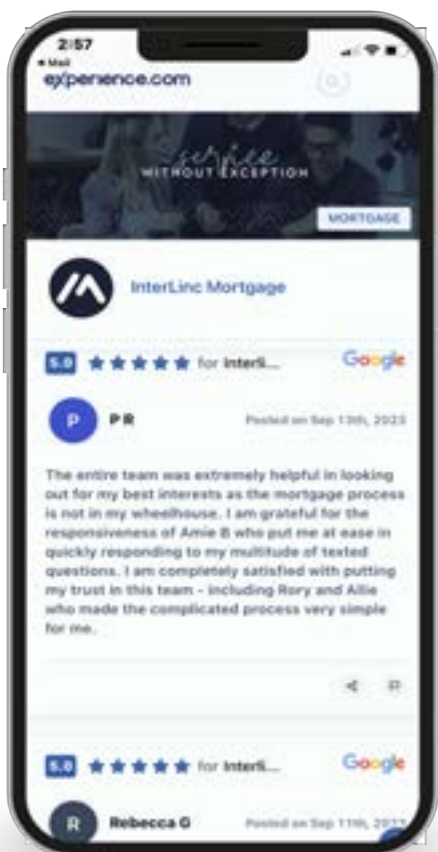 2:57
Mail
experience.com
service
WITHOUT EXCEPTION
MORTGAGE
InterLinc Mortgage
5.0 for Interli... Google
P P R Posted on Sep 13th, 2023
The entire team was extremely helpful in looking
out for my best interests as the mortgage process
is not in my wheelhouse. I am grateful for the
responsiveness of Amie B who put me at ease in
quickly responding to my multitude of texted
questions. I am completely satisfied with putting
my trust in this team - including Rory and Allie
who made the complicated process very simple
for me.
5.0 for Interli... Google
R Rebecca G Posted on Sep 11th,